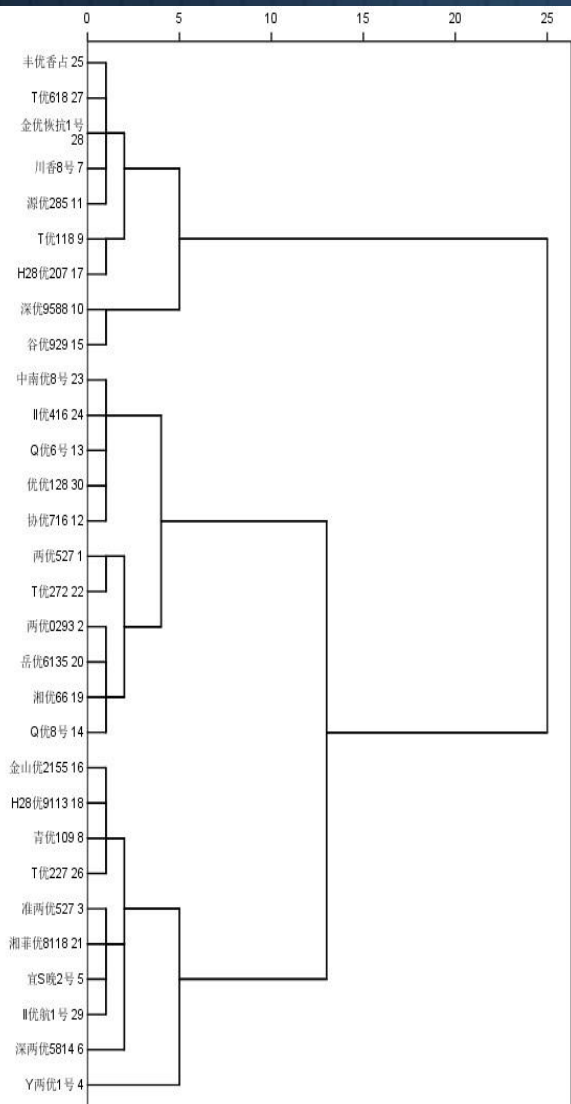 0 5 10 15 20 25
丰优香占 25
T优618 27
金优恢抗1号
28
川香8号 7
源优285 11
T优118 9
H28优207 17
深优9588 10
谷优929 15
中南优8号 23
II优416 24
Q优6号 13
优优128 30
协优716 12
两优527 1
T优272 22
两优0293 2
岳优6135 20
湘优66 19
Q优8号 14
金山优2155 16
H28优9113 18
青优109 8
T优227 26
准两优527 3
湘菲优8118 21
宜S晚2号 5
II优航1号 29
深两优5814 6
Y两优1号 4